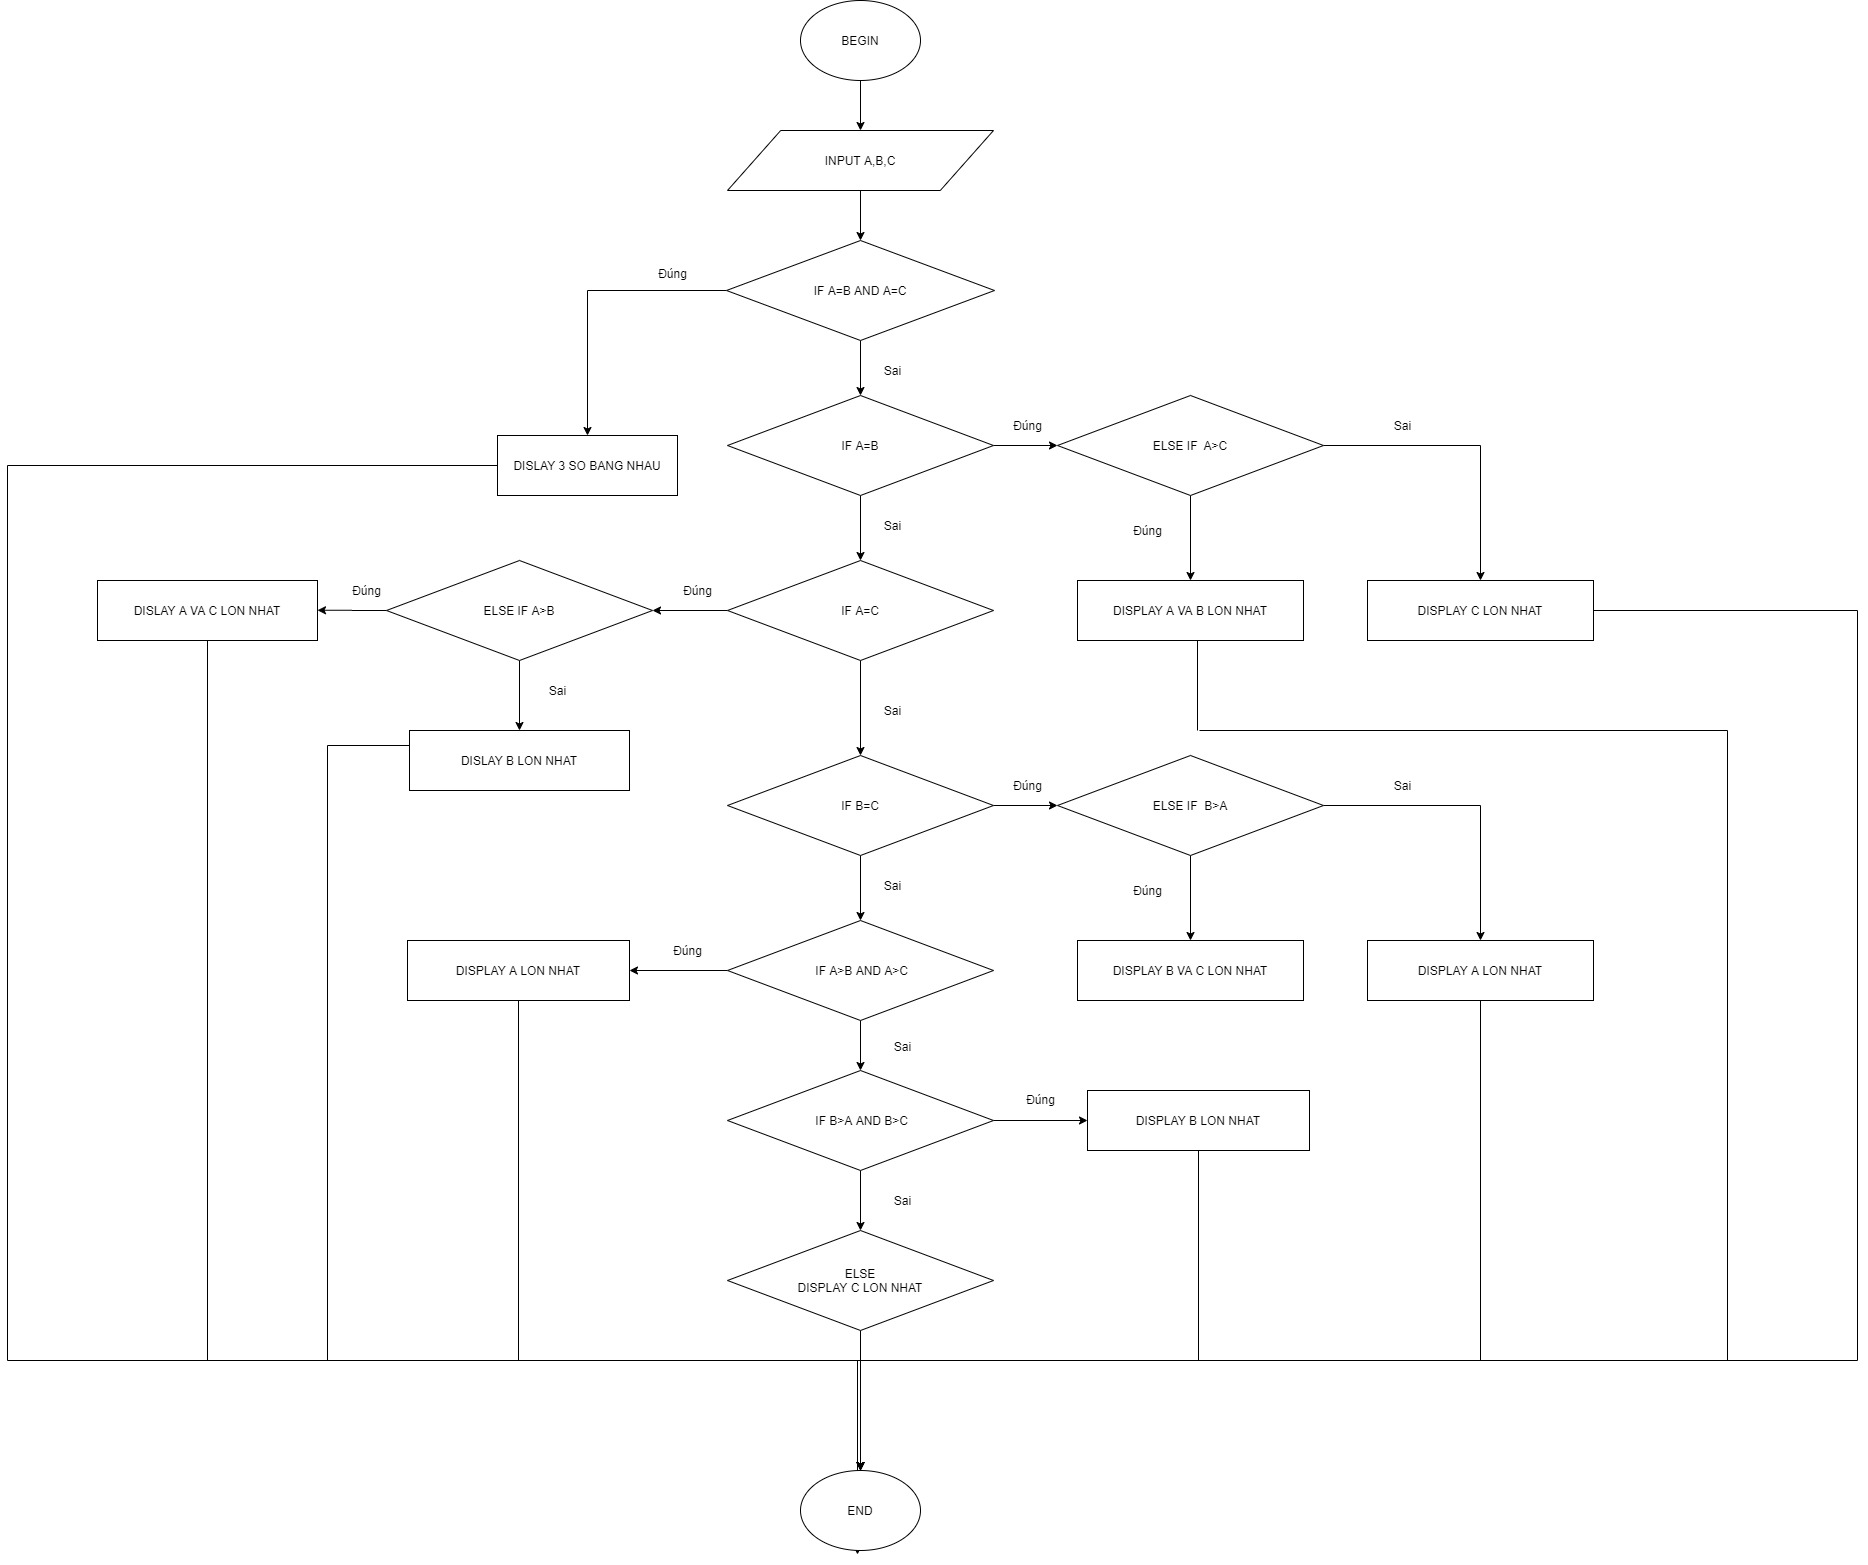 BEGIN
INPUT A,B,C
Đúng
IF A=B AND A=C
Sai
IF A=B
Đúng
ELSE IF A>C
Sai
DISLAY 3 SO BANG NHAU
Sai
Đúng
DISLAY A VA C LON NHAT
Đúng
ELSE IF A>B
Đúng
IF A=C
DISPLAY A VA B LON NHAT
DISPLAY C LON NHAT
Sai
Sai
DISLAY B LON NHAT
IF B=C
Đúng
ELSE IF B>A
Sai
Sai
Đúng
DISPLAY A LON NHAT
Đúng
IF A>B AND A>C
DISPLAY B VA C LON NHAT
DISPLAY A LON NHAT
Sai
IF B>A AND B>C
Đúng
DISPLAY B LON NHAT
Sai
ELSE
DISPLAY C LON NHAT
END